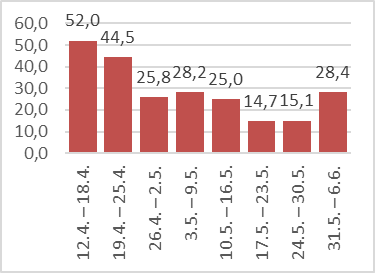 60,0
50,0
40,0
30,0
20,0
10,0
0,0
52,0
44,5
25,8
28,2
25,0
14,7
15,1
28,4
12.4. – 18.4.
19.4. – 25.4.
26.4. – 2.5.
3.5. – 9.5.
10.5. – 16.5.
17.5. – 23.5.
24.5. – 30.5.
31.5. – 6.6.